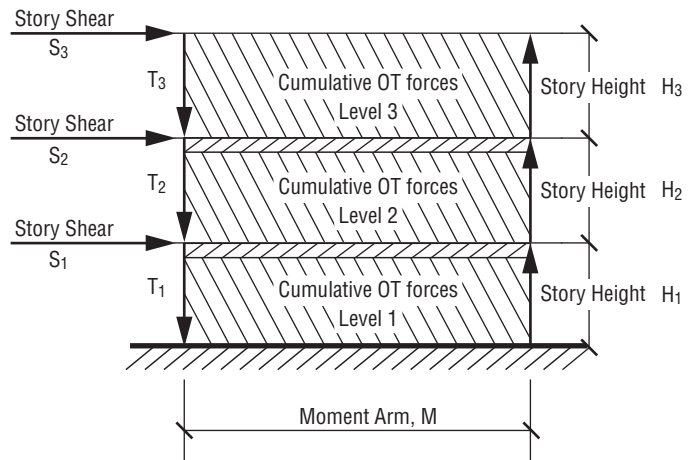 Story Shear
S3
T3
Cumulative OT forces
Level 3
Story Height H3
Story Shear
S2
T2
Cumulative OT forces
Level 2
Story Height H2
Story Shear
S1
T1
Cumulative OT forces
Level 1
Story Height H1
Moment Arm, M